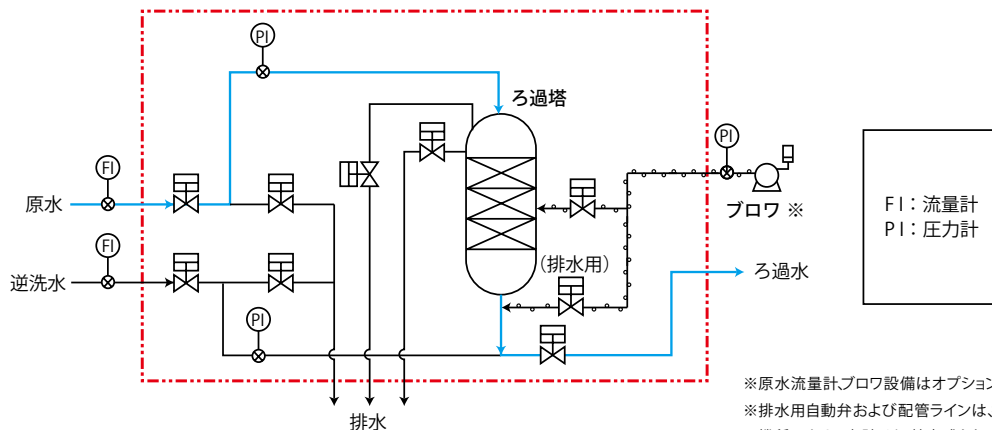 PI
ろ過塔
FI
PI
原水
ブロワ ※
FI：流量計
PI：圧力計
FI
逆洗水
（排水用）
ろ過水
PI
※原水流量計、ブロワ設備はオプション
※排水用自動弁および配管ラインは、
排水